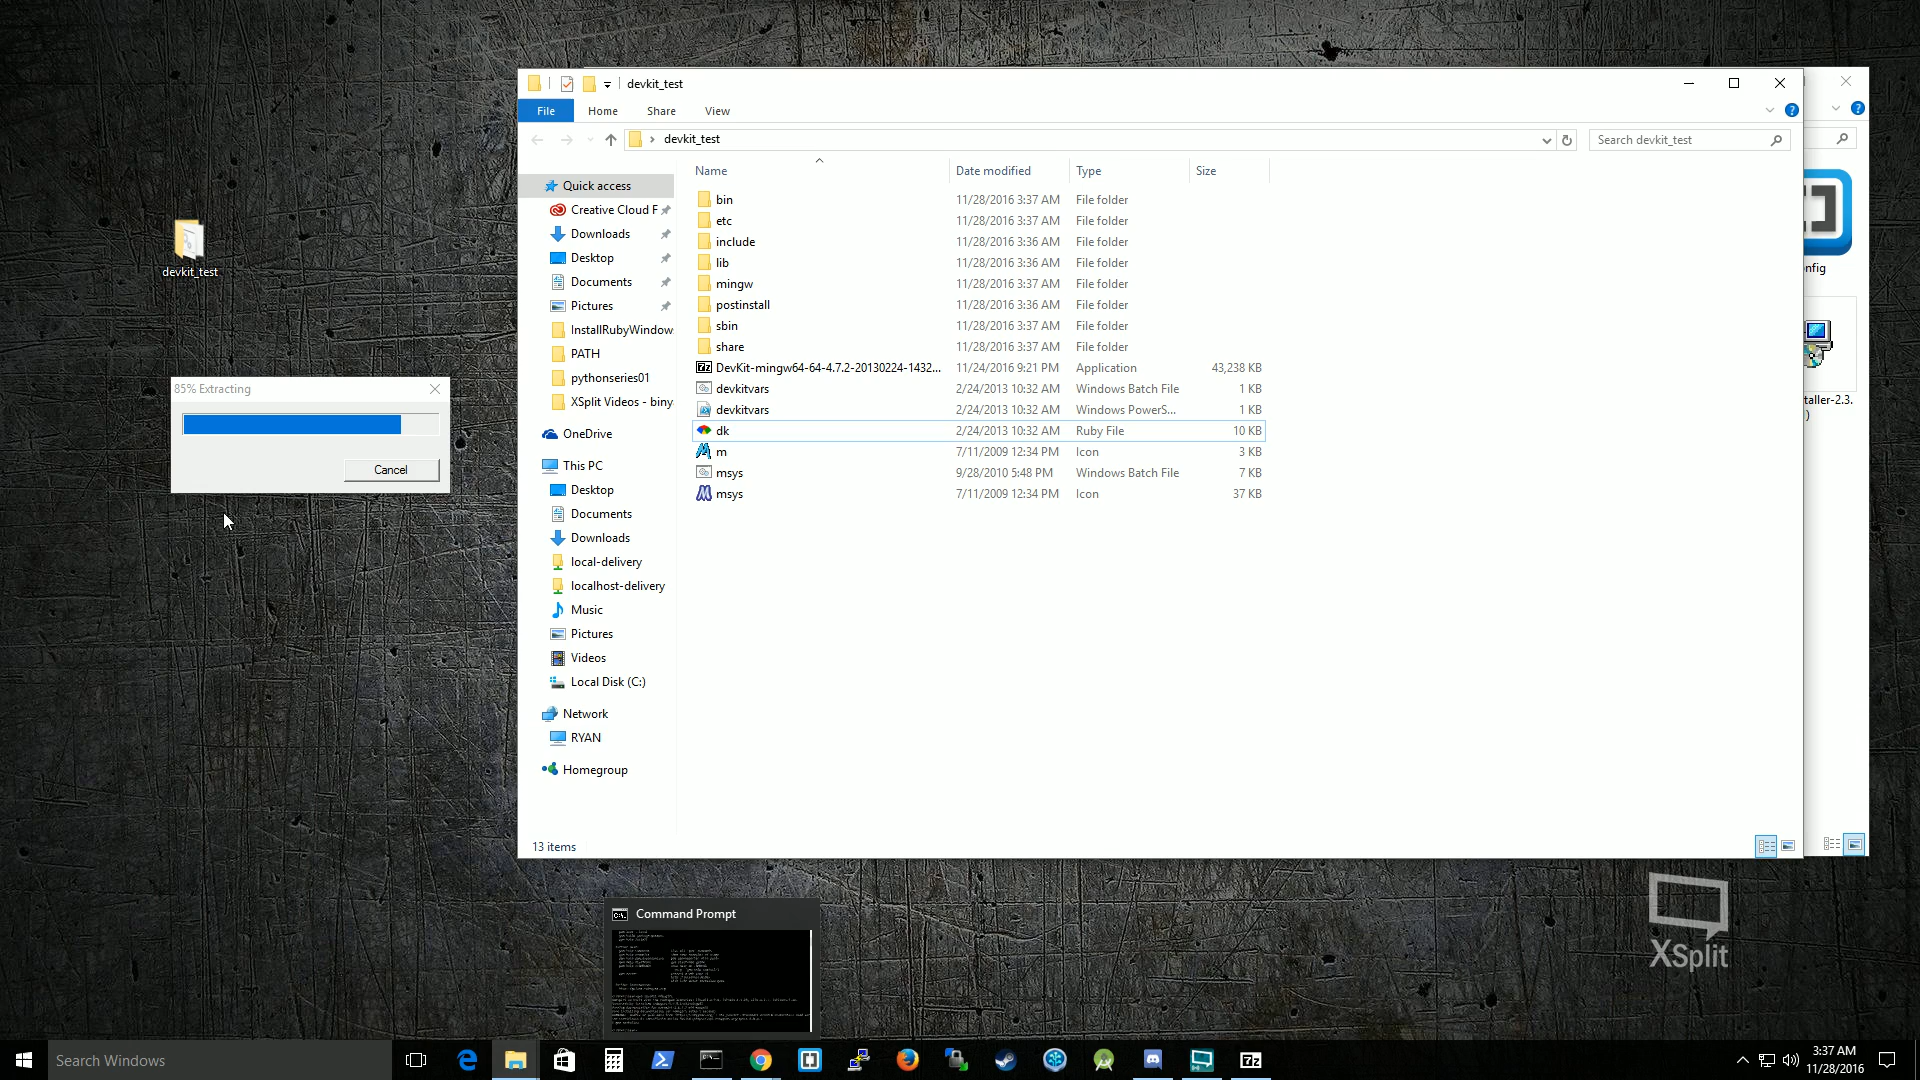 devkit_test
File
Home
Share
View
devkit_test
Search devkit_test
Name
Date modified
Type
Size
Quick access
Creative Cloud F
Downloads
Desktop
Documents
Pictures
InstallRubyWindow
PATH
pythonseries01
XSplit Videos - biny
OneDrive
This PC
Desktop
Documents
Downloads
local-delivery
localhost-delivery
Music
Pictures
Videos
Local Disk (C:)
Network
RYAN
Homegroup
bin 11/28/2016 3:37 AM File folder
etc 11/28/2016 3:37 AM File folder
include 11/28/2016 3:36 AM File folder
lib 11/28/2016 3:36 AM File folder
mingw 11/28/2016 3:37 AM File folder
postinstall 11/28/2016 3:36 AM File folder
sbin 11/28/2016 3:37 AM File folder
share 11/28/2016 3:37 AM File folder
DevKit-mingw64-64-4.7.2-20130224-1432... 11/24/2016 9:21 PM Application 43,238 KB
devkitvars 2/24/2013 10:32 AM Windows Batch File 1 KB
devkitvars 2/24/2013 10:32 AM Windows PowerS... 1 KB
dk 2/24/2013 10:32 AM Ruby File 10 KB
m 7/11/2009 12:34 PM Icon 3 KB
msys 9/28/2010 5:48 PM Windows Batch File 7 KB
msys 7/11/2009 12:34 PM Icon 37 KB
13 items
nfig
taller-2.3.
)
devkit_test
85% Extracting
Cancel
Command Prompt
XSplit
Search Windows
7z
3:37 AM
11/28/2016